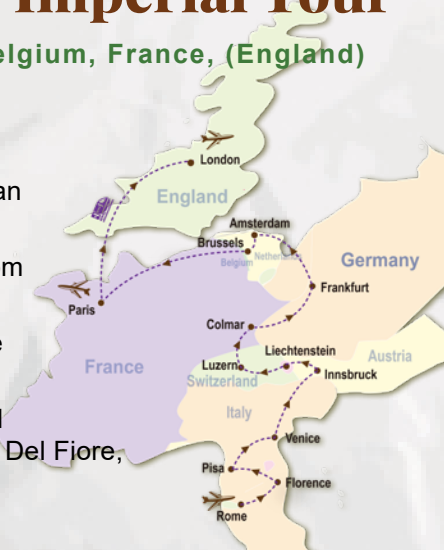 Imperial Tour
elgium, France, (England)
London
an
England
Amsterdam
Brussels
Belgium
Germany
om
Frankfurt
Paris
Colmar
Liechtenstein
Austria
France
Luzern
Switzerland
Innsbruck
Italy
Venice
Del Fiore,
Pisa
Florence
Rome